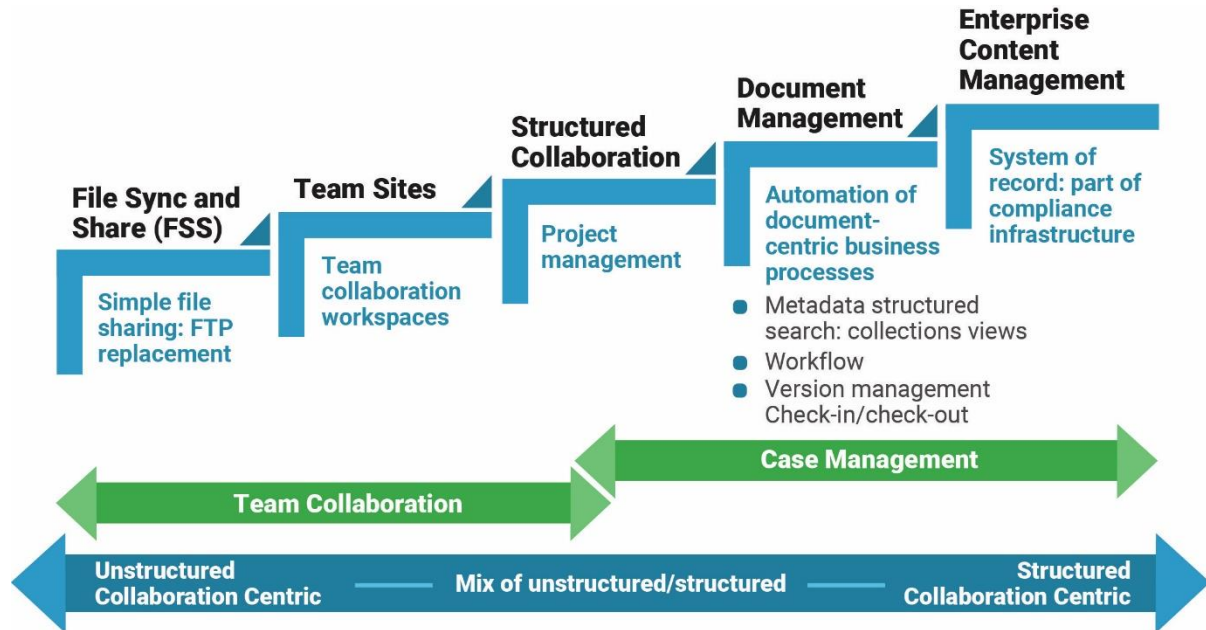 File Sync and
Share (FSS)
Simple file
sharing: FTP
replacement
Team Sites
Team
collaboration
workspaces
Structured
Collaboration
Project
management
Document
Management
Automation of
document-
centric business
processes
Metadata structured
search: collections views
Workflow
Version management
Check-in/check-out
Enterprise
Content
Management
System of
record: part of
compliance
infrastructure
Case Management
Team Collaboration
Unstructured
Collaboration Centric
Mix of unstructured/structured
Structured
Collaboration Centric